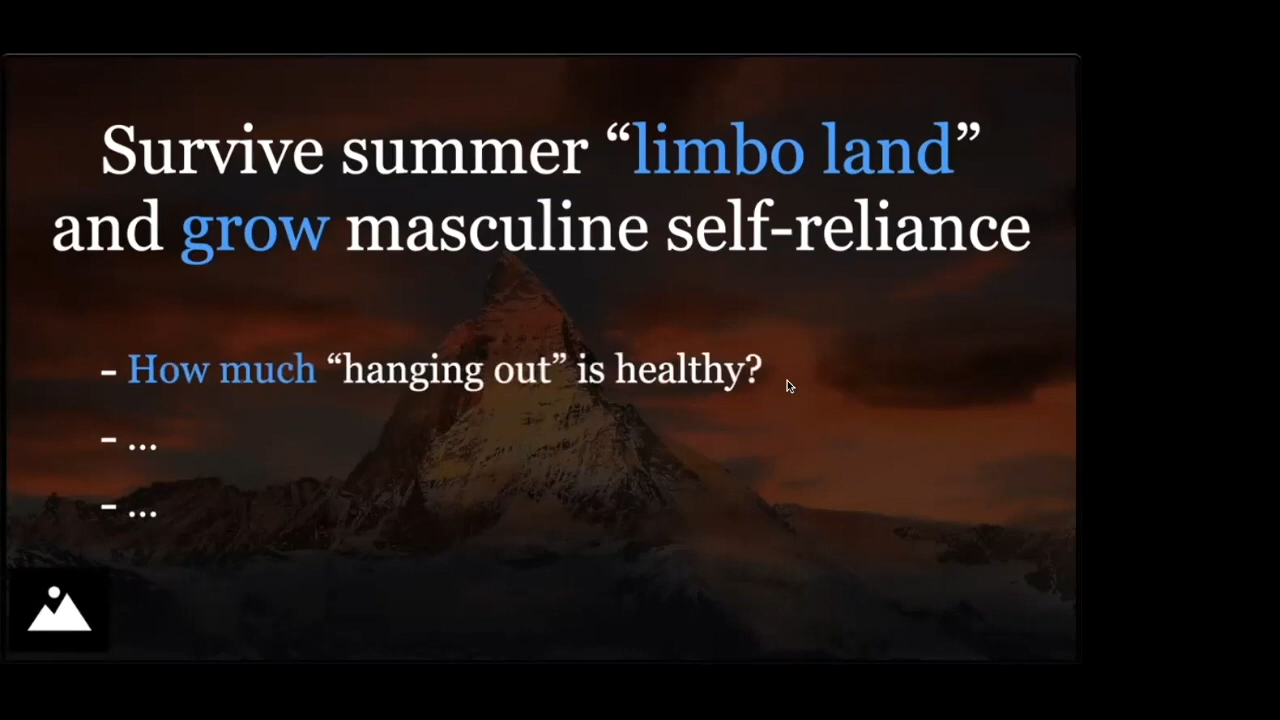 Survive summer “limbo land”
and grow masculine self-reliance
- How much “hanging out” is healthy?
- ...
- ...